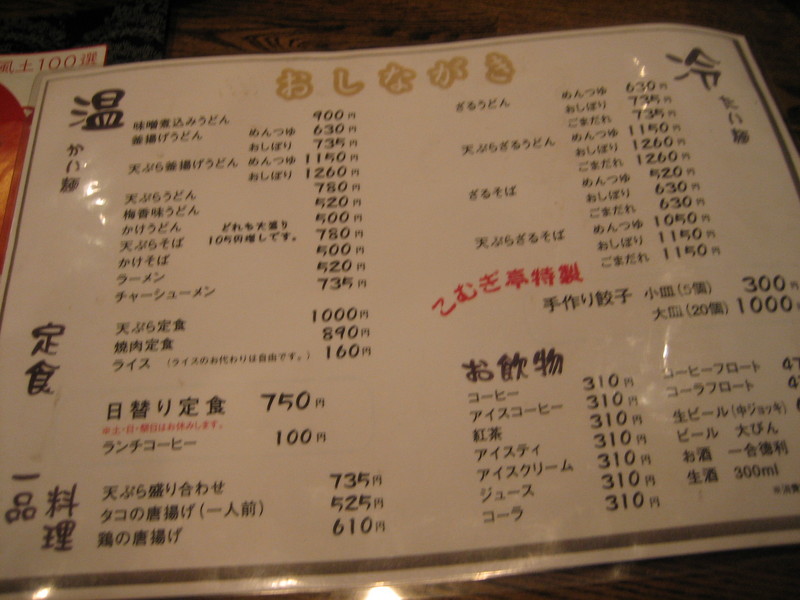 風土100選
おしながき
温かい麺
味噌煮込みうどん 900円
釜揚げうどん めんつゆ 630円
おしぼり 735円
天ぷら釜揚げうどん めんつゆ 1150円
おしぼり 1260円
天ぷらうどん 780円
梅香味うどん 520円
かけうどん 500円
天ぷらそば 780円
かけそば 500円
ラーメン 520円
チャーシューメン 735円
どれも大盛り
105円増しです。
定食
天ぷら定食 1000円
焼肉定食 890円
ライス (ライスのお代わりは自由です。) 160円
日替り定食 750円
※土・日・祭日はお休みします。
ランチコーヒー 100円
一品料理
天ぷら盛り合わせ 735円
タコの唐揚げ(一人前) 525円
鶏の唐揚げ 610円
冷たい麺
ざるうどん めんつゆ 630円
おしぼり 735円
ごまだれ 735円
天ぷらざるうどん めんつゆ 1150円
おしぼり 1260円
ごまだれ 1260円
ざるそば めんつゆ 520円
おしぼり 630円
ごまだれ 630円
天ぷらざるそば めんつゆ 1050円
おしぼり 1150円
ごまだれ 1150円
こむぎ亭特製
手作り餃子 小皿(5個) 300円
大皿(20個) 1000
お飲物
コーヒー 310円
アイスコーヒー 310円
紅茶 310円
アイスティ 310円
アイスクリーム 310円
ジュース 310円
コーラ 310円
コーヒーフロート 47
コーラフロート
生ビール(中ジョッキ)
ビール 大びん
お酒 一合徳利
生酒 300ml
※消費